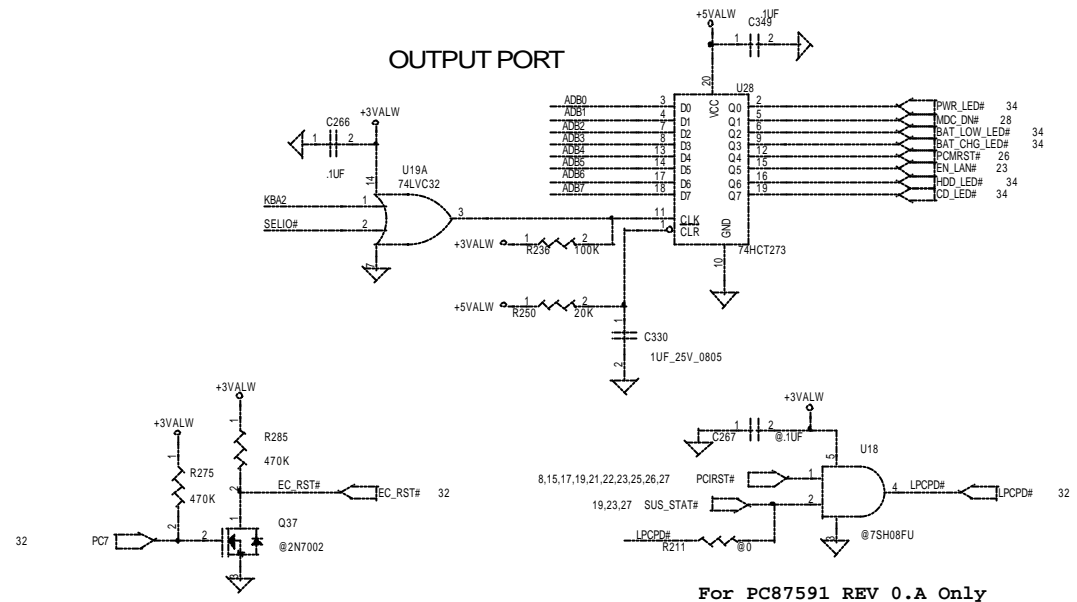 +5VALW
.1UF
C349
1
2
OUTPUT PORT
20
U28
VCC
ADB0 3 D0 Q0 2 PWR_LED# 34
ADB1 4 D1 Q1 5 MDC_DN# 28
ADB2 7 D2 Q2 6 BAT_LOW_LED# 34
ADB3 8 D3 Q3 9 BAT_CHG_LED# 34
ADB4 13 D4 Q4 12 PCMRST# 26
ADB5 14 D5 Q5 15 EN_LAN# 23
ADB6 17 D6 Q6 16 HDD_LED# 34
ADB7 18 D7 Q7 19 CD_LED# 34
11 CLK
1 CLR
GND
10
74HCT273
+3VALW
C266
1 2
.1UF
14
U19A
74LVC32
KBA2 1
SELIO# 2
3
7
+3VALW 1 2
R236 100K
+5VALW 1 2
R250 20K
1
C330
2
1UF_25V_0805
+3VALW
1
R285
470K
2
+3VALW
1
R275
470K
2
EC_RST#
EC_RST# 32
1
Q37
@2N7002
32 PC7 2
3
+3VALW
1 2
C267 @.1UF
U18
5
8,15,17,19,21,22,23,25,26,27 PCIRST# 1
19,23,27 SUS_STAT# 2
4 LPCPD#
LPCPD# 32
LPCPD#
R211 @0
3
@7SH08FU
For PC87591 REV 0.A Only